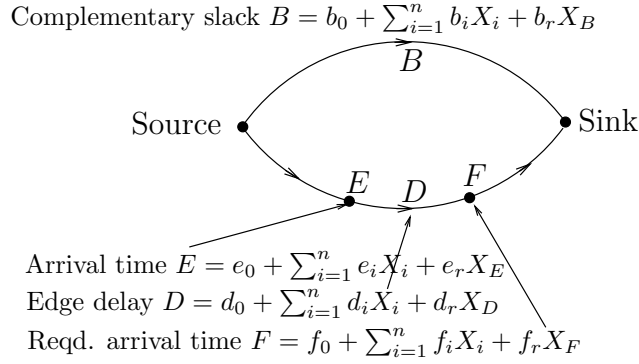 Complementary slack $B = b_0 + \sum_{i=1}^{n} b_i X_i + b_r X_B$
B
Source
Sink
E
D
F
Arrival time $E = e_0 + \sum_{i=1}^{n} e_i X_i + e_r X_E$
Edge delay $D = d_0 + \sum_{i=1}^{n} d_i X_i + d_r X_D$
Reqd. arrival time $F = f_0 + \sum_{i=1}^{n} f_i X_i + f_r X_F$